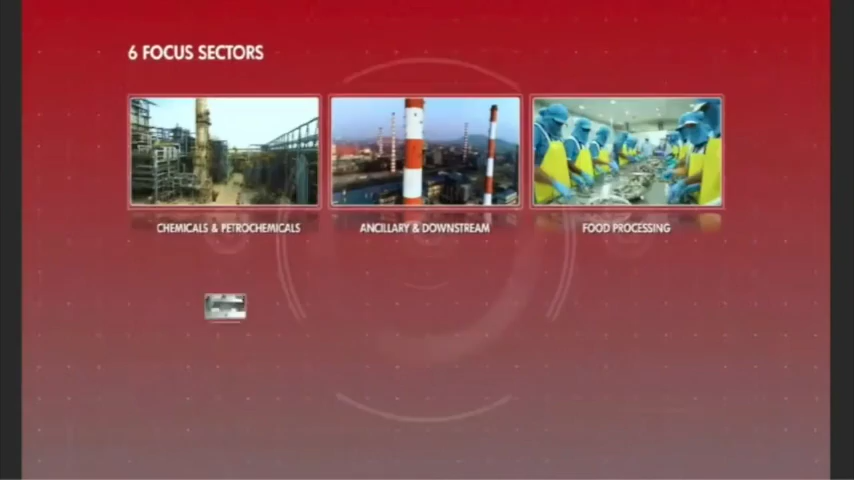 6 FOCUS SECTORS
CHEMICALS & PETROCHEMICALS
ANCILLARY & DOWNSTREAM
FOOD PROCESSING